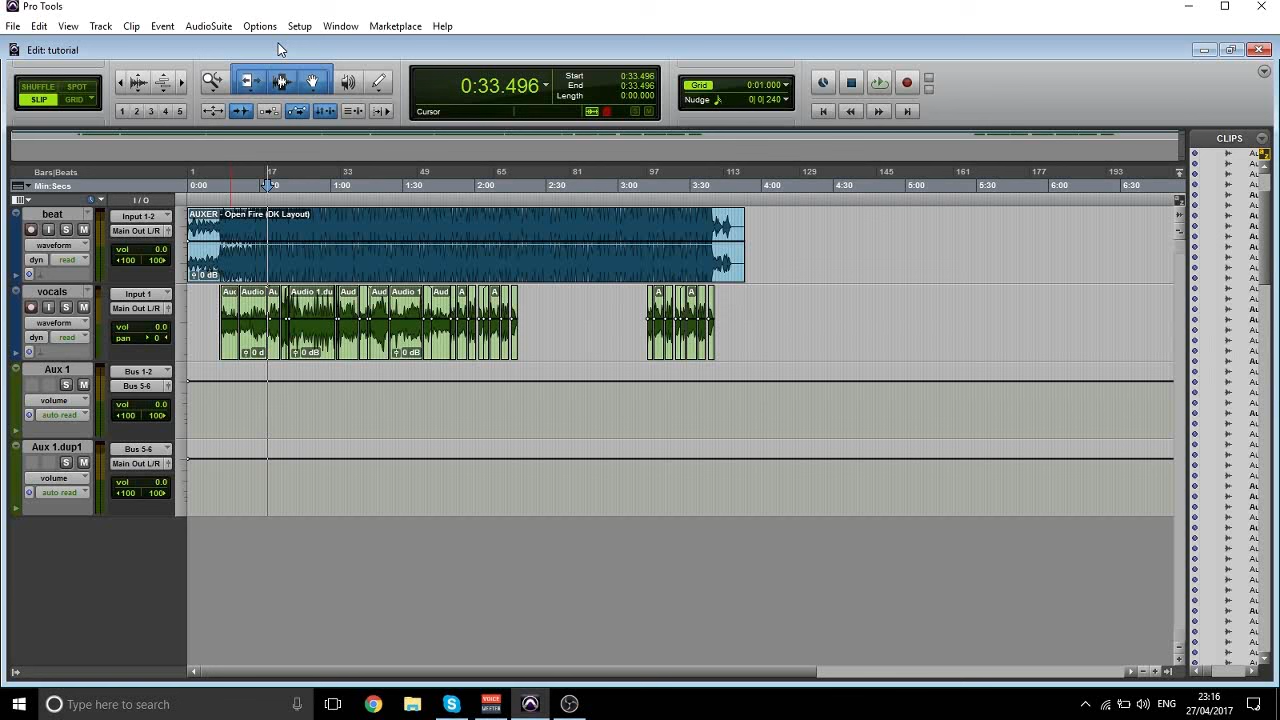 Pro Tools
File Edit View Track Clip Event AudioSuite Options Setup Window Marketplace Help
Edit: tutorial
SHUFFLE SPOT
SLIP GRID
1 2 3 4 5
0:33.496
Start 0:33.496
End 0:33.496
Length 0:00.000
Cursor
Grid 0:01.000
Nudge 0| 0| 240
CLIPS
Bars|Beats 1 17 33 49 65 81 97 113 129 145 161 177 193
Min:Secs 0:00 1:00 1:30 2:00 2:30 3:00 3:30 4:00 4:30 5:00 5:30 6:00 6:30
I / O
beat Input 1-2
S M Main Out L/R
waveform
dyn read
vol 0.0
100 100
AUXER - Open Fire (DK Layout)
0 dB
vocals Input 1
S M Main Out L/R
waveform
dyn read
vol 0.0
pan 0
Aud Audio Au Audio 1.du Aud Aud Audio 1 Aud A A A A
0 d 0 dB 0 dB
Aux 1 Bus 1-2
S M Bus 5-6
volume
auto read
vol 0.0
100 100
Aux 1.dup1 Bus 5-6
S M Main Out L/R
volume
auto read
vol 0.0
100 100
Type here to search
VOICE
MEETER
ENG
23:16
27/04/2017